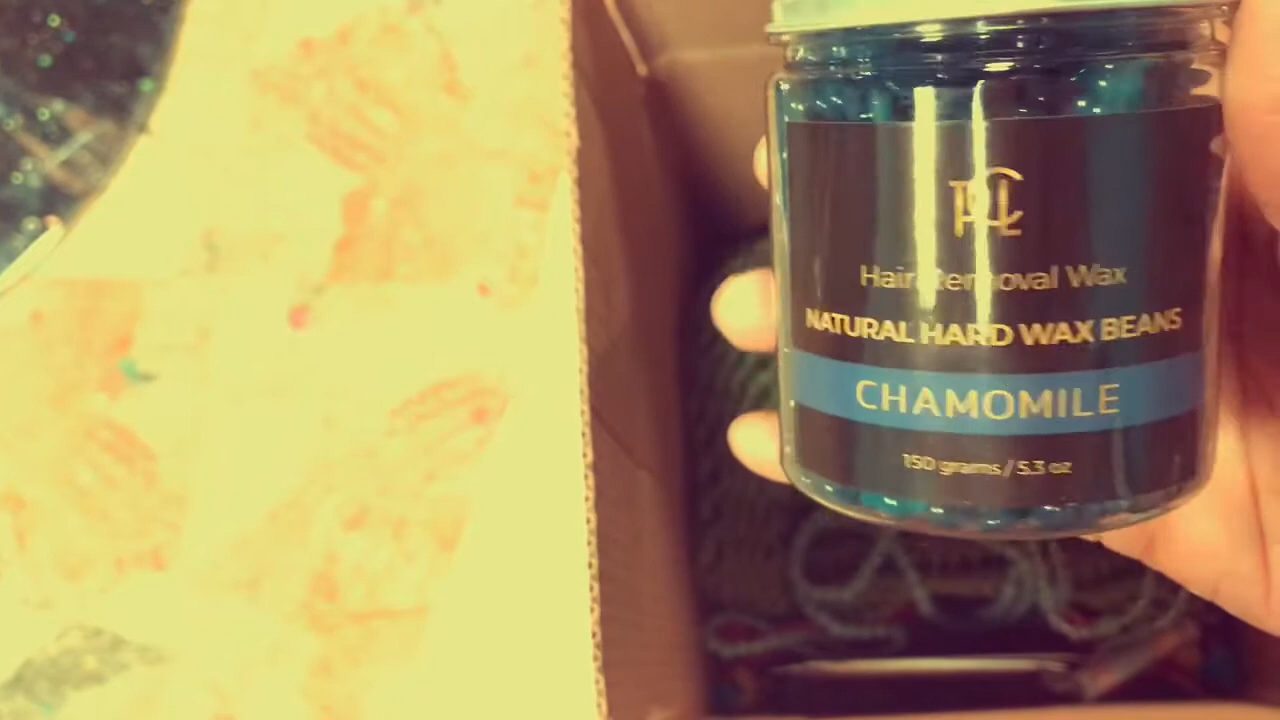 Hair Removal Wax
NATURAL HARD WAX BEANS
CHAMOMILE
150 grams / 5.3 oz